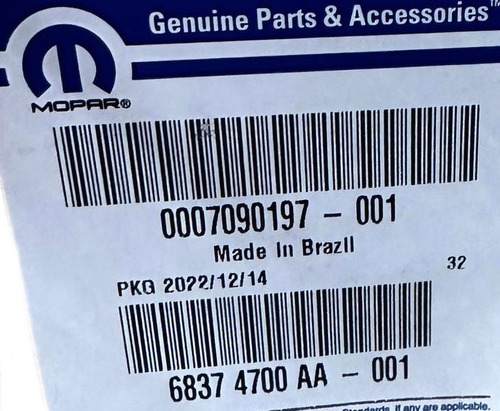 Genuine Parts & Accessories™
MOPAR®
0007090197 - 001
Made In Brazil
PKG 2022/12/14
32
6837 4700 AA - 001
Standards, If any are applicable.